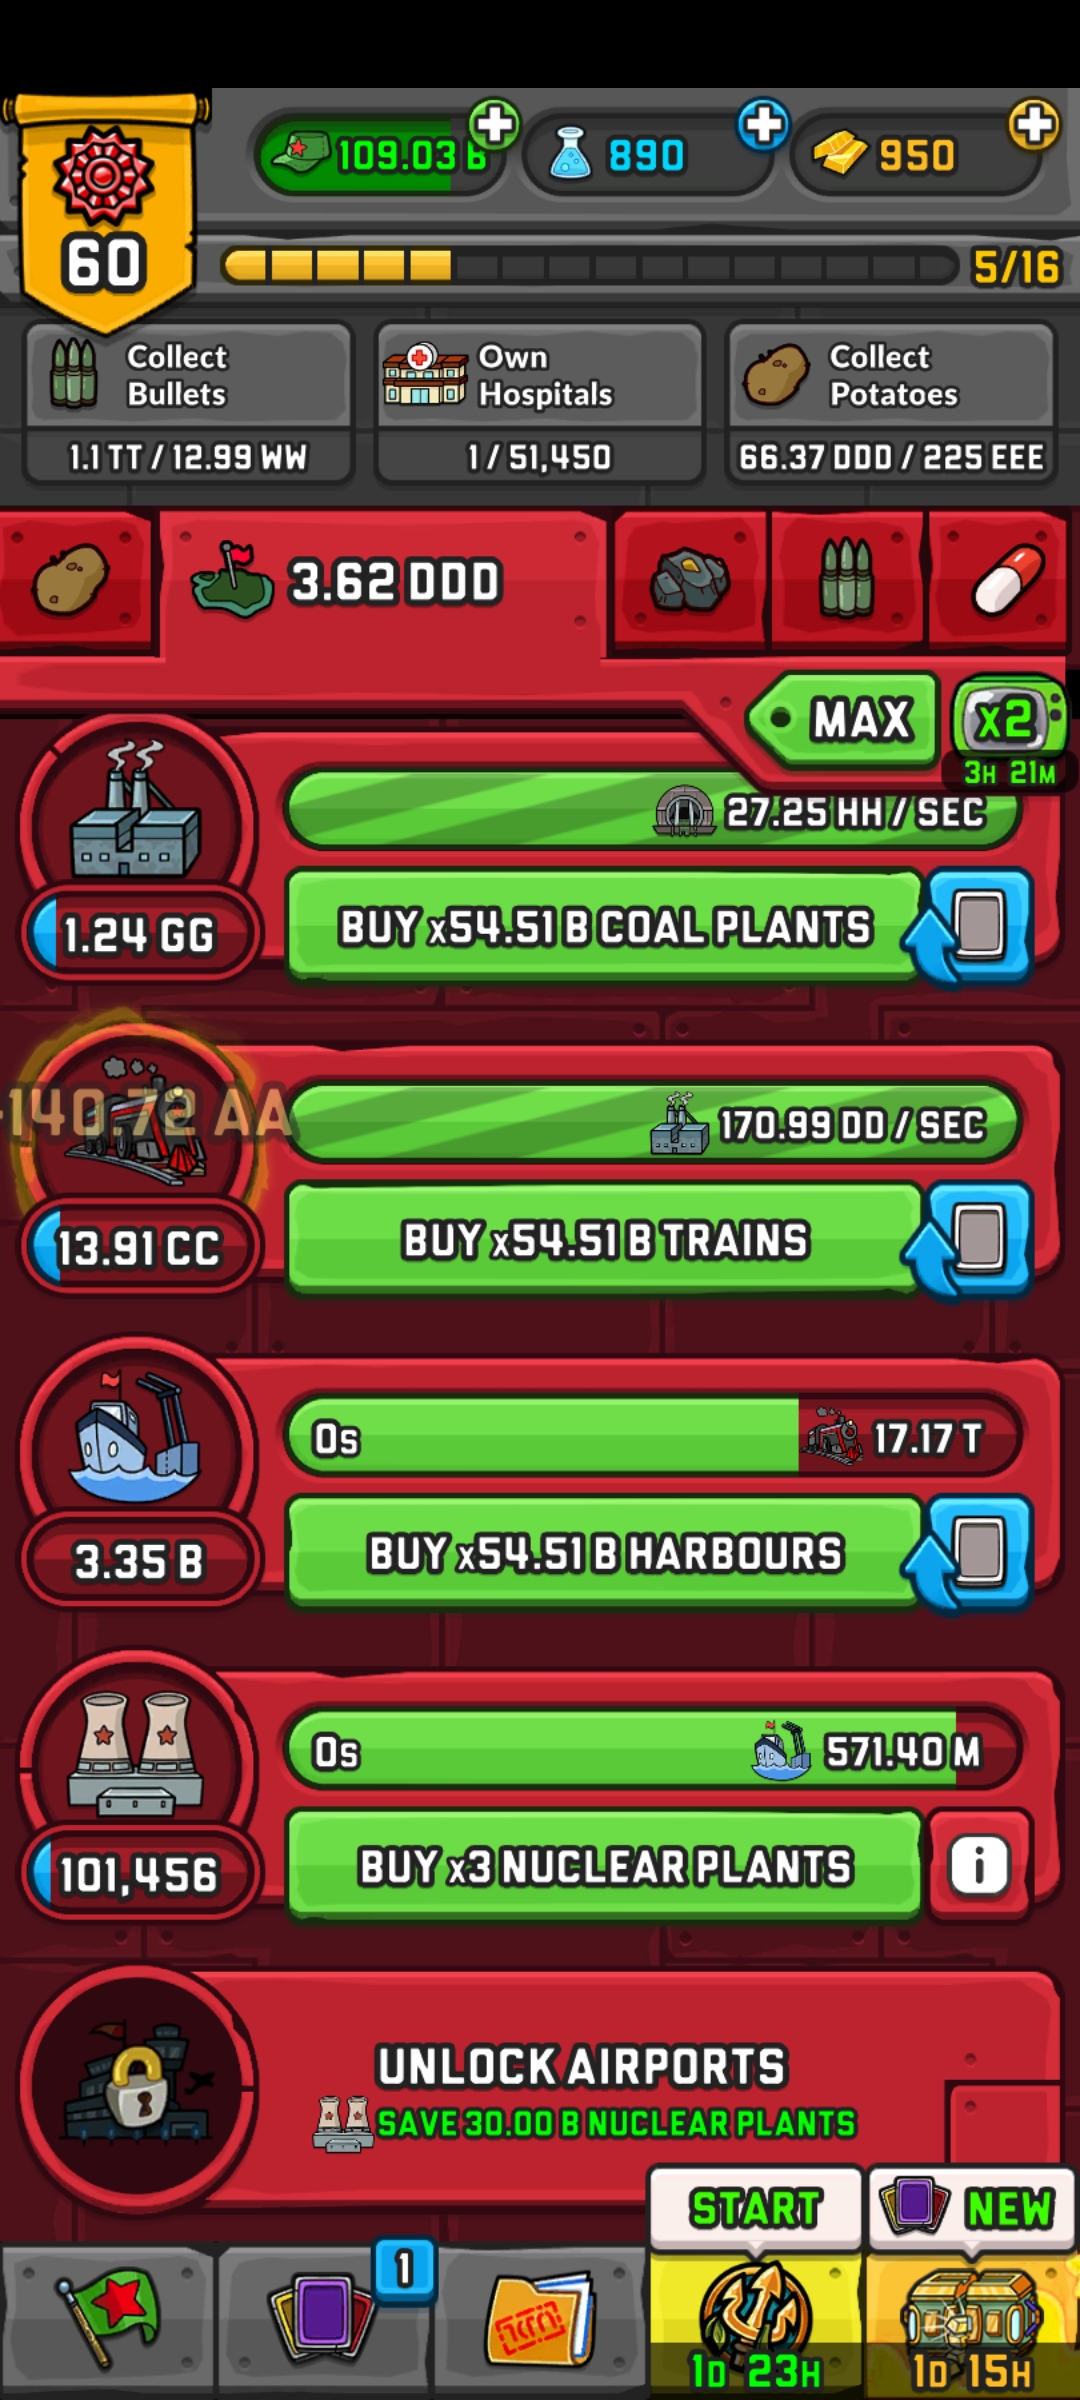 109.03 B
890
950
60
5/16
Collect
Bullets
1.1 TT / 12.99 WW
Own
Hospitals
1 / 51,450
Collect
Potatoes
66.37 DDD / 225 EEE
3.62 DDD
MAX
x2
3H 21M
27.25 HH / SEC
1.24 GG
BUY x54.51 B COAL PLANTS
140.72 AA
170.99 DD / SEC
13.91 CC
BUY x54.51 B TRAINS
0s
17.17 T
3.35 B
BUY x54.51 B HARBOURS
0s
571.40 M
101,456
BUY x3 NUCLEAR PLANTS
i
UNLOCK AIRPORTS
SAVE 30.00 B NUCLEAR PLANTS
START
NEW
1
1D 23H
1D 15H